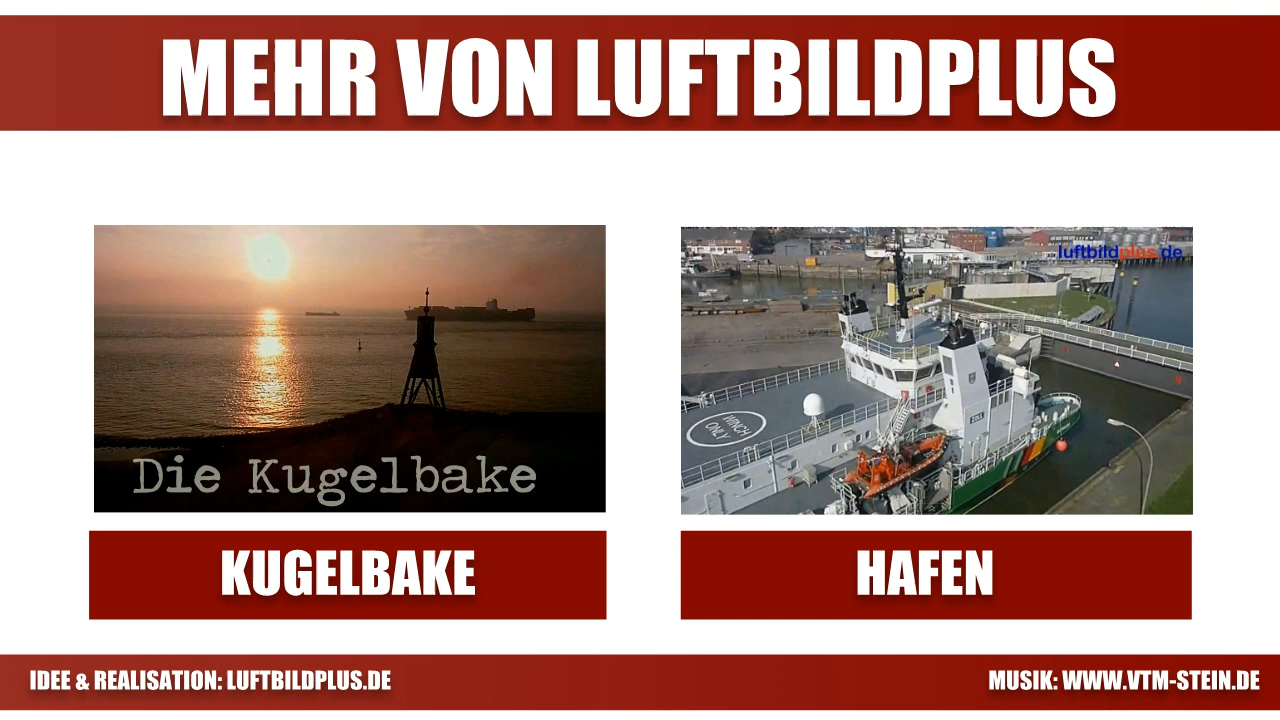 MEHR VON LUFTBILDPLUS
Die Kugelbake
luftbildplus.de
WINCH
ONLY
KUGELBAKE
HAFEN
IDEE & REALISATION: LUFTBILDPLUS.DE
MUSIK: WWW.VTM-STEIN.DE